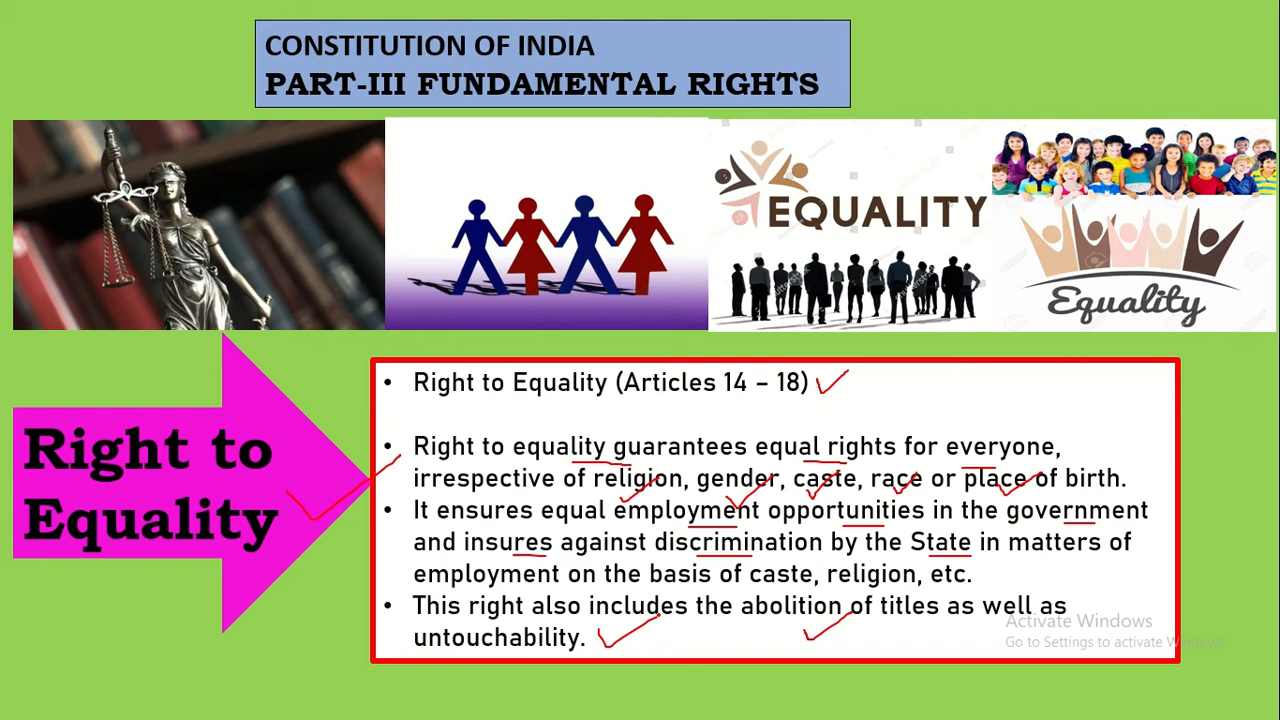 CONSTITUTION OF INDIA
PART-III FUNDAMENTAL RIGHTS
EQUALITY
Equality
Right to
Equality
• Right to Equality (Articles 14 – 18)
• Right to equality guarantees equal rights for everyone,
irrespective of religion, gender, caste, race or place of birth.
• It ensures equal employment opportunities in the government
and insures against discrimination by the State in matters of
employment on the basis of caste, religion, etc.
• This right also includes the abolition of titles as well as
untouchability.
Activate Windows
Go to Settings to activate Windows.